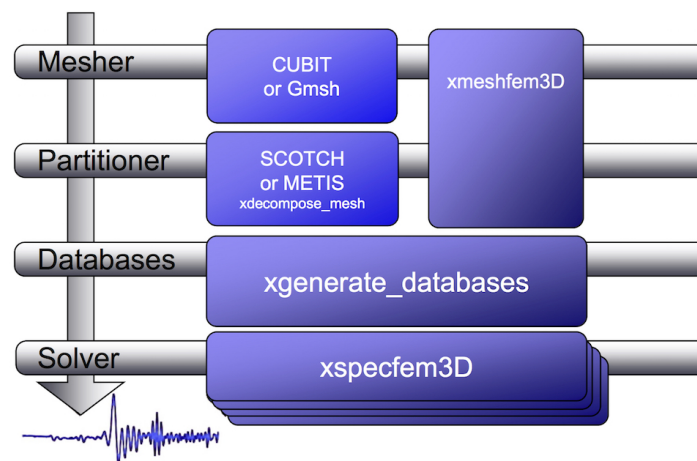 Mesher
CUBIT
or Gmsh
xmeshfem3D
Partitioner
SCOTCH
or METIS
xdecompose_mesh
Databases
xgenerate_databases
Solver
xspecfem3D